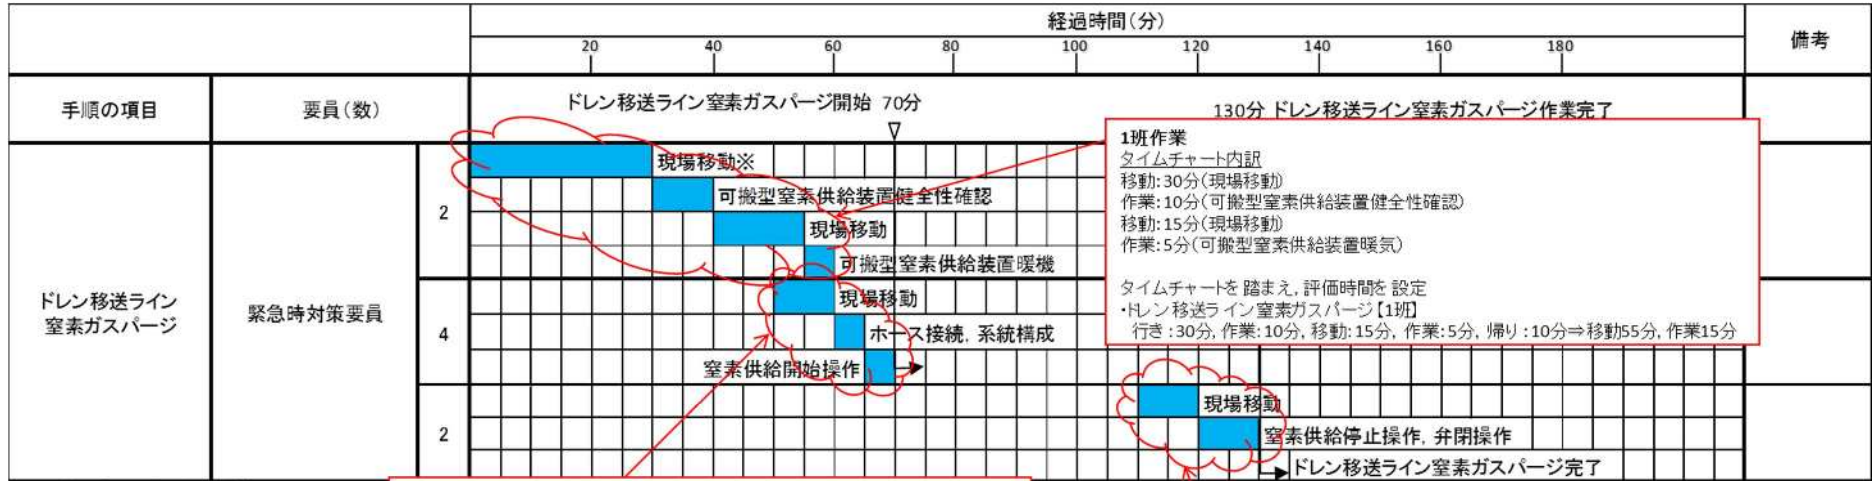 経過時間(分)
備考
20 40 60 80 100 120 140 160 180
手順の項目
要員(数)
ドレン移送ライン窒素ガスパージ開始 70分
130分 ドレン移送ライン窒素ガスパージ作業完了
ドレン移送ライン
窒素ガスパージ
緊急時対策要員
2
現場移動※
可搬型窒素供給装置健全性確認
現場移動
可搬型窒素供給装置暖機
4
現場移動
ホース接続, 系統構成
窒素供給開始操作
2
現場移動
窒素供給停止操作, 弁閉操作
ドレン移送ライン窒素ガスパージ完了
1班作業
タイムチャート内訳
移動:30分(現場移動)
作業:10分(可搬型窒素供給装置健全性確認)
移動:15分(現場移動)
作業:5分(可搬型窒素供給装置暖気)
タイムチャートを踏まえ, 評価時間を設定
・ドレン移送ライン窒素ガスパージ【1班】
行き:30分, 作業:10分, 移動:15分, 作業:5分, 帰り:10分⇒移動55分, 作業15分